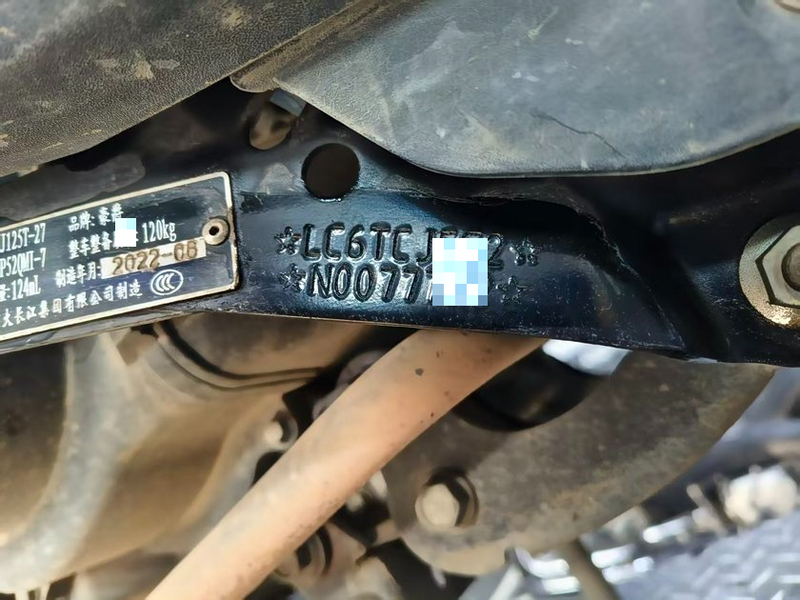 J125T-27 品牌:豪爵
P52QMI-7 整车整备 120kg
量:124mL 制造年月: 2022-08
大长江集团有限公司制造 CCC
☆LC6TCJ 2☆
☆N0077 ☆